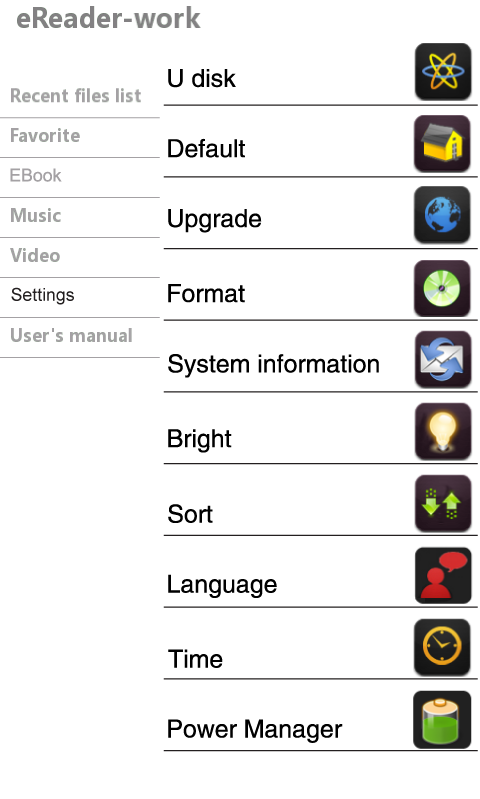 eReader-work
Recent files list
Favorite
EBook
Music
Video
Settings
User's manual
U disk
Default
Upgrade
Format
System information
Bright
Sort
Language
Time
Power Manager